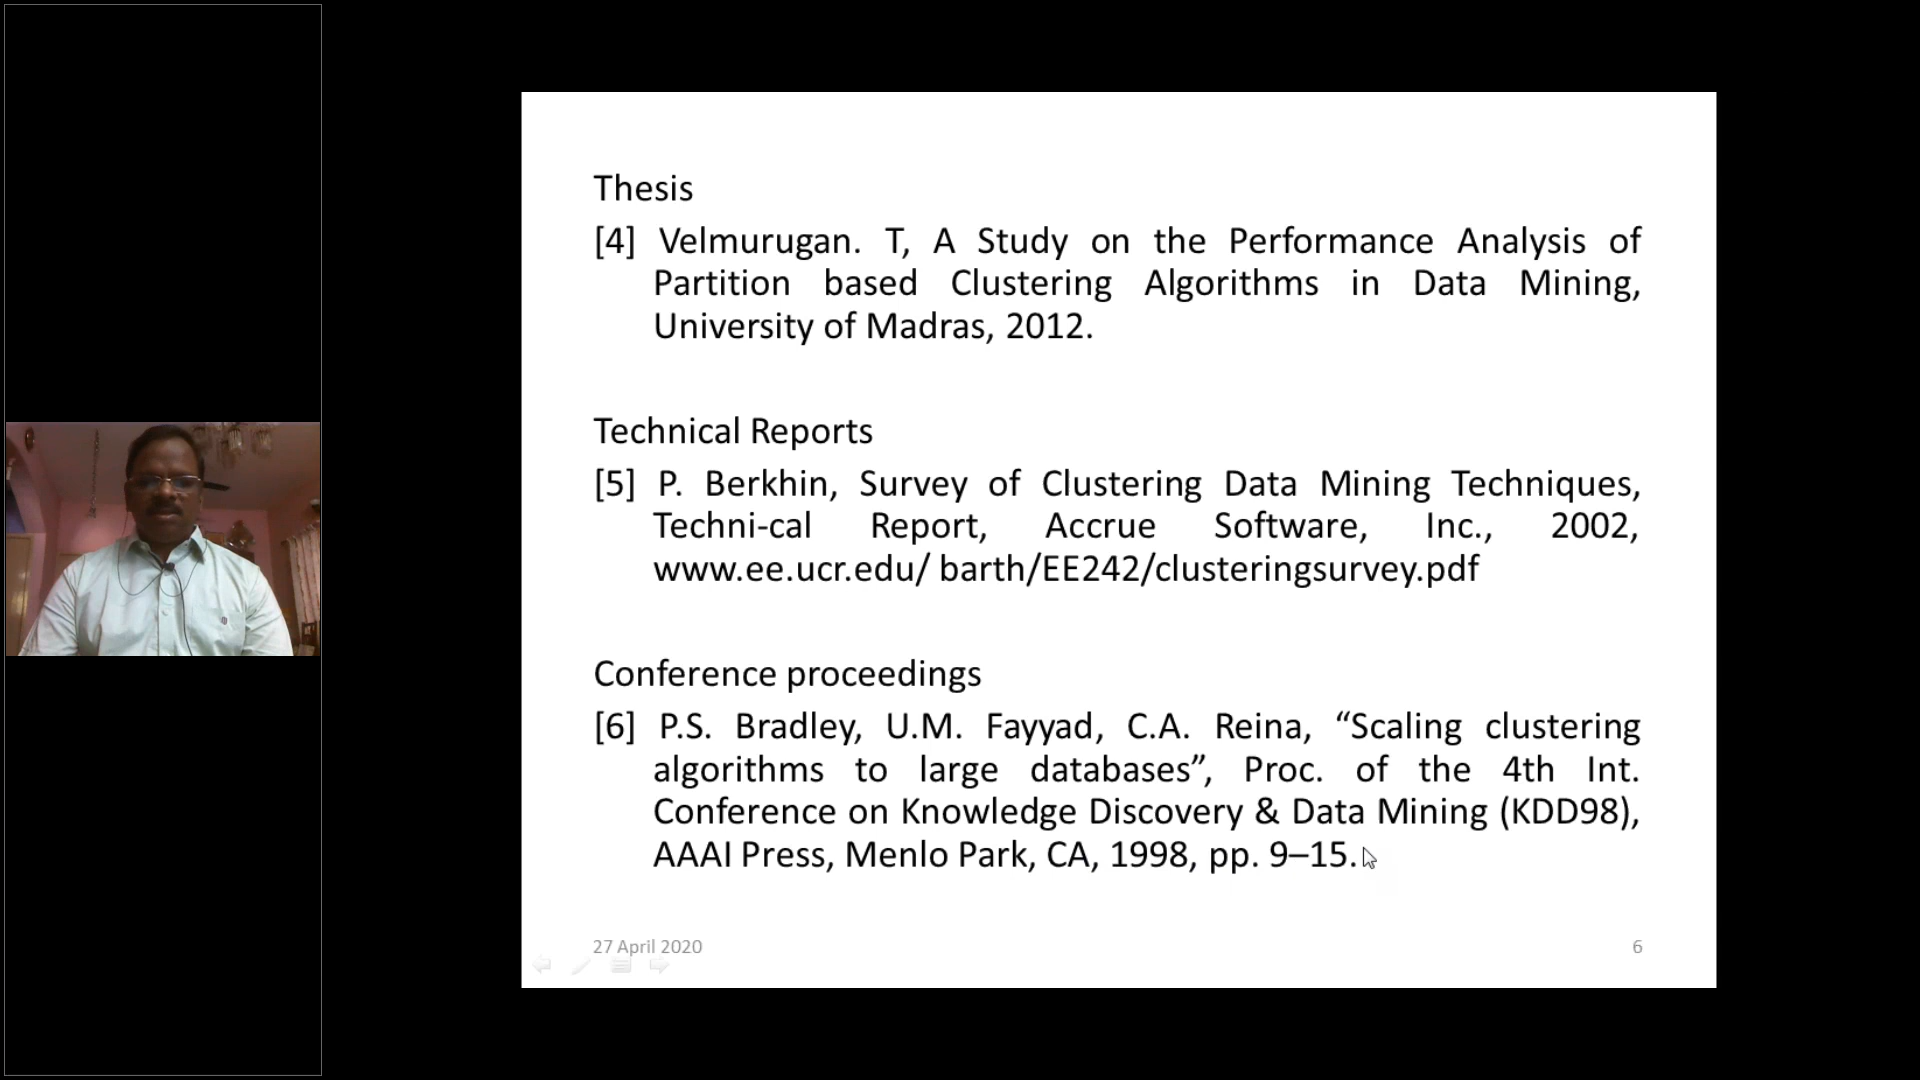 Thesis
[4] Velmurugan. T, A Study on the Performance Analysis of
Partition based Clustering Algorithms in Data Mining,
University of Madras, 2012.
Technical Reports
[5] P. Berkhin, Survey of Clustering Data Mining Techniques,
Techni-cal Report, Accrue Software, Inc., 2002,
www.ee.ucr.edu/ barth/EE242/clusteringsurvey.pdf
Conference proceedings
[6] P.S. Bradley, U.M. Fayyad, C.A. Reina, “Scaling clustering
algorithms to large databases”, Proc. of the 4th Int.
Conference on Knowledge Discovery & Data Mining (KDD98),
AAAI Press, Menlo Park, CA, 1998, pp. 9–15.
27 April 2020
6